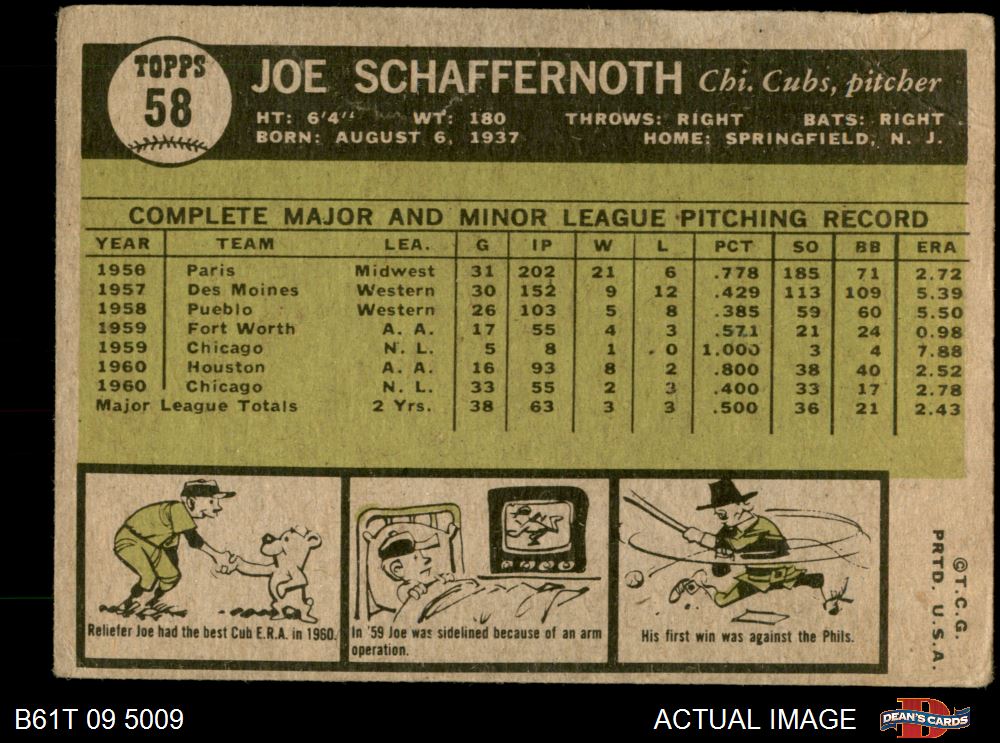 TOPPS
58
JOE SCHAFFERNOTH Chi. Cubs, pitcher
HT: 6'4" WT: 180 THROWS: RIGHT BATS: RIGHT
BORN: AUGUST 6, 1937 HOME: SPRINGFIELD, N. J.
COMPLETE MAJOR AND MINOR LEAGUE PITCHING RECORD
YEAR TEAM LEA. G IP W L PCT SO BB ERA
1956 Paris Midwest 31 202 21 6 .778 185 71 2.72
1957 Des Moines Western 30 152 9 12 .429 113 109 5.39
1958 Pueblo Western 26 103 5 8 .385 59 60 5.50
1959 Fort Worth A. A. 17 55 4 3 .571 21 24 0.98
1959 Chicago N. L. 5 8 1 0 1.000 3 4 7.88
1960 Houston A. A. 16 93 8 2 .800 38 40 2.52
1960 Chicago N. L. 33 55 2 3 .400 33 17 2.78
Major League Totals 2 Yrs. 38 63 3 3 .500 36 21 2.43
Reliefer Joe had the best Cub E.R.A. in 1960.
In '59 Joe was sidelined because of an arm
operation.
His first win was against the Phils.
©T.C.G.
PRTD. U.S.A.
B61T 09 5009
ACTUAL IMAGE
D
DEAN'S CARDS